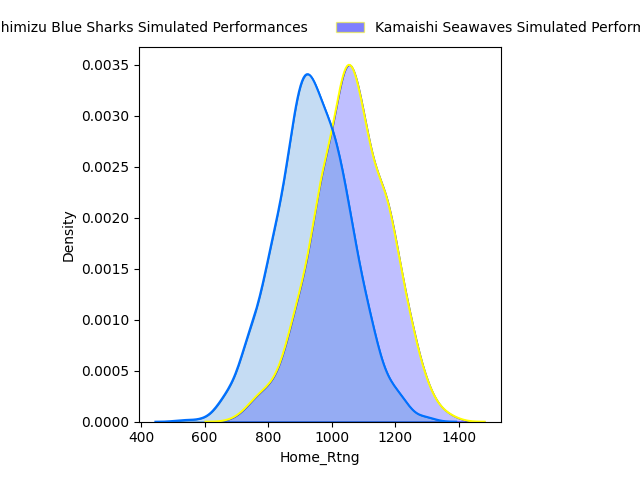 himizu Blue Sharks Simulated Performances Kamaishi Seawaves Simulated Perforn
0.0035
0.0030
0.0025
0.0020
0.0015
0.0010
0.0005
0.0000
Density
400 600 800 1000 1200 1400
Home_Rtng